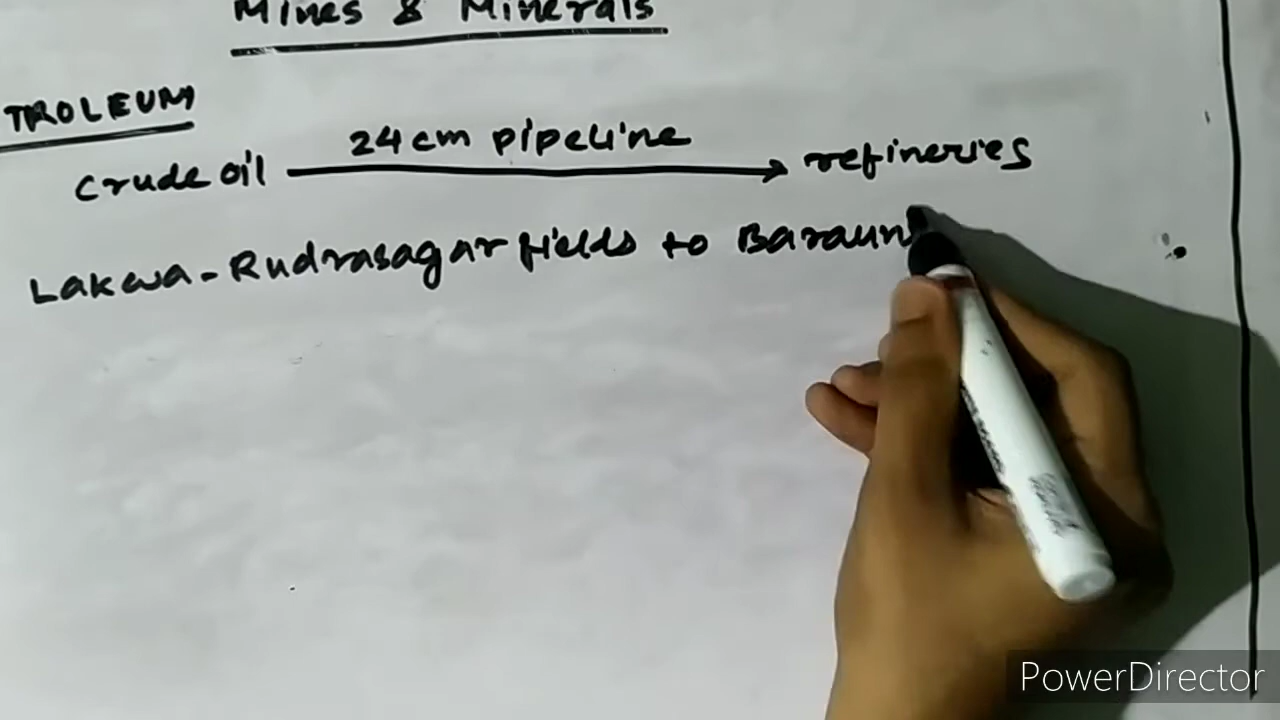 Mines & Minerals
TROLEUM
24cm pipeline
Crude oil → refineries
Lakwa-Rudrasagar fields to Baraun
PowerDirector